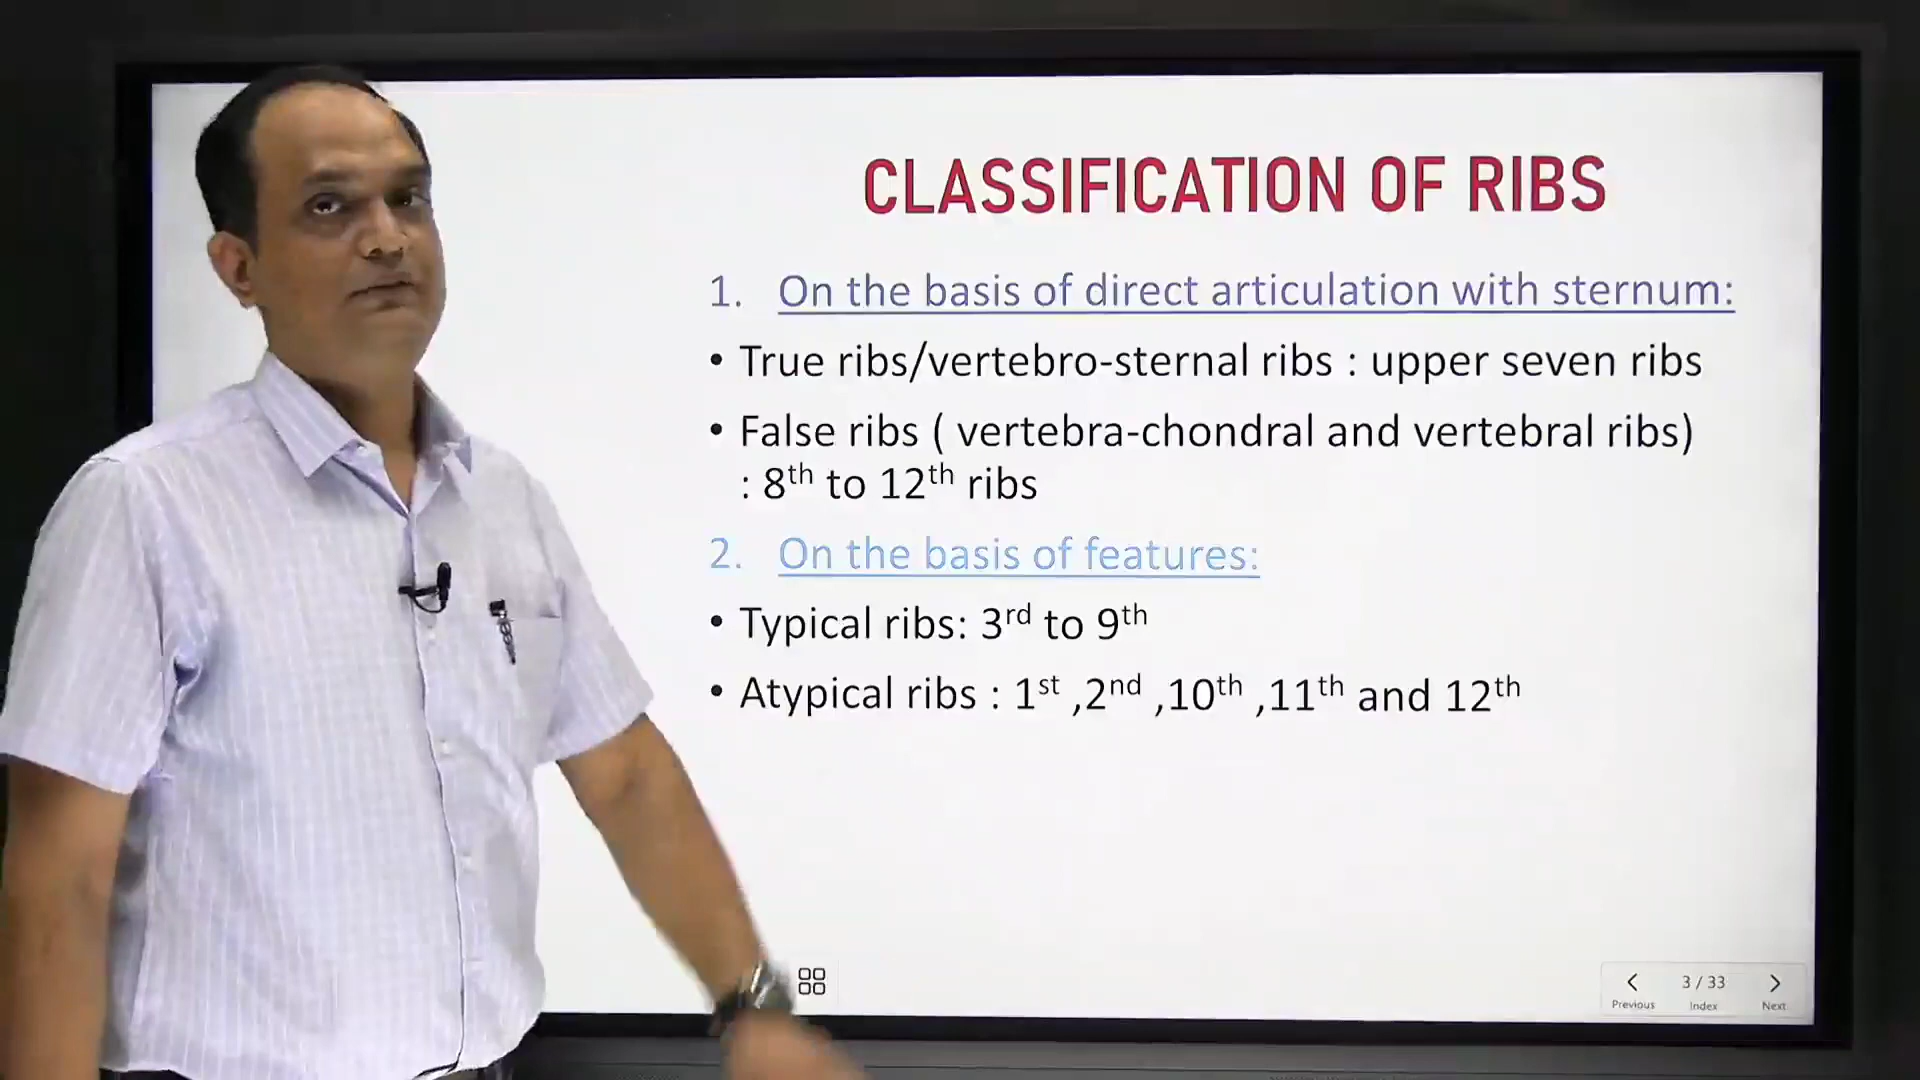 CLASSIFICATION OF RIBS
1. On the basis of direct articulation with sternum:
• True ribs/vertebro-sternal ribs : upper seven ribs
• False ribs ( vertebra-chondral and vertebral ribs)
: 8th to 12th ribs
2. On the basis of features:
• Typical ribs: 3rd to 9th
• Atypical ribs : 1st ,2nd ,10th ,11th and 12th
3 / 33
Previous Index Next